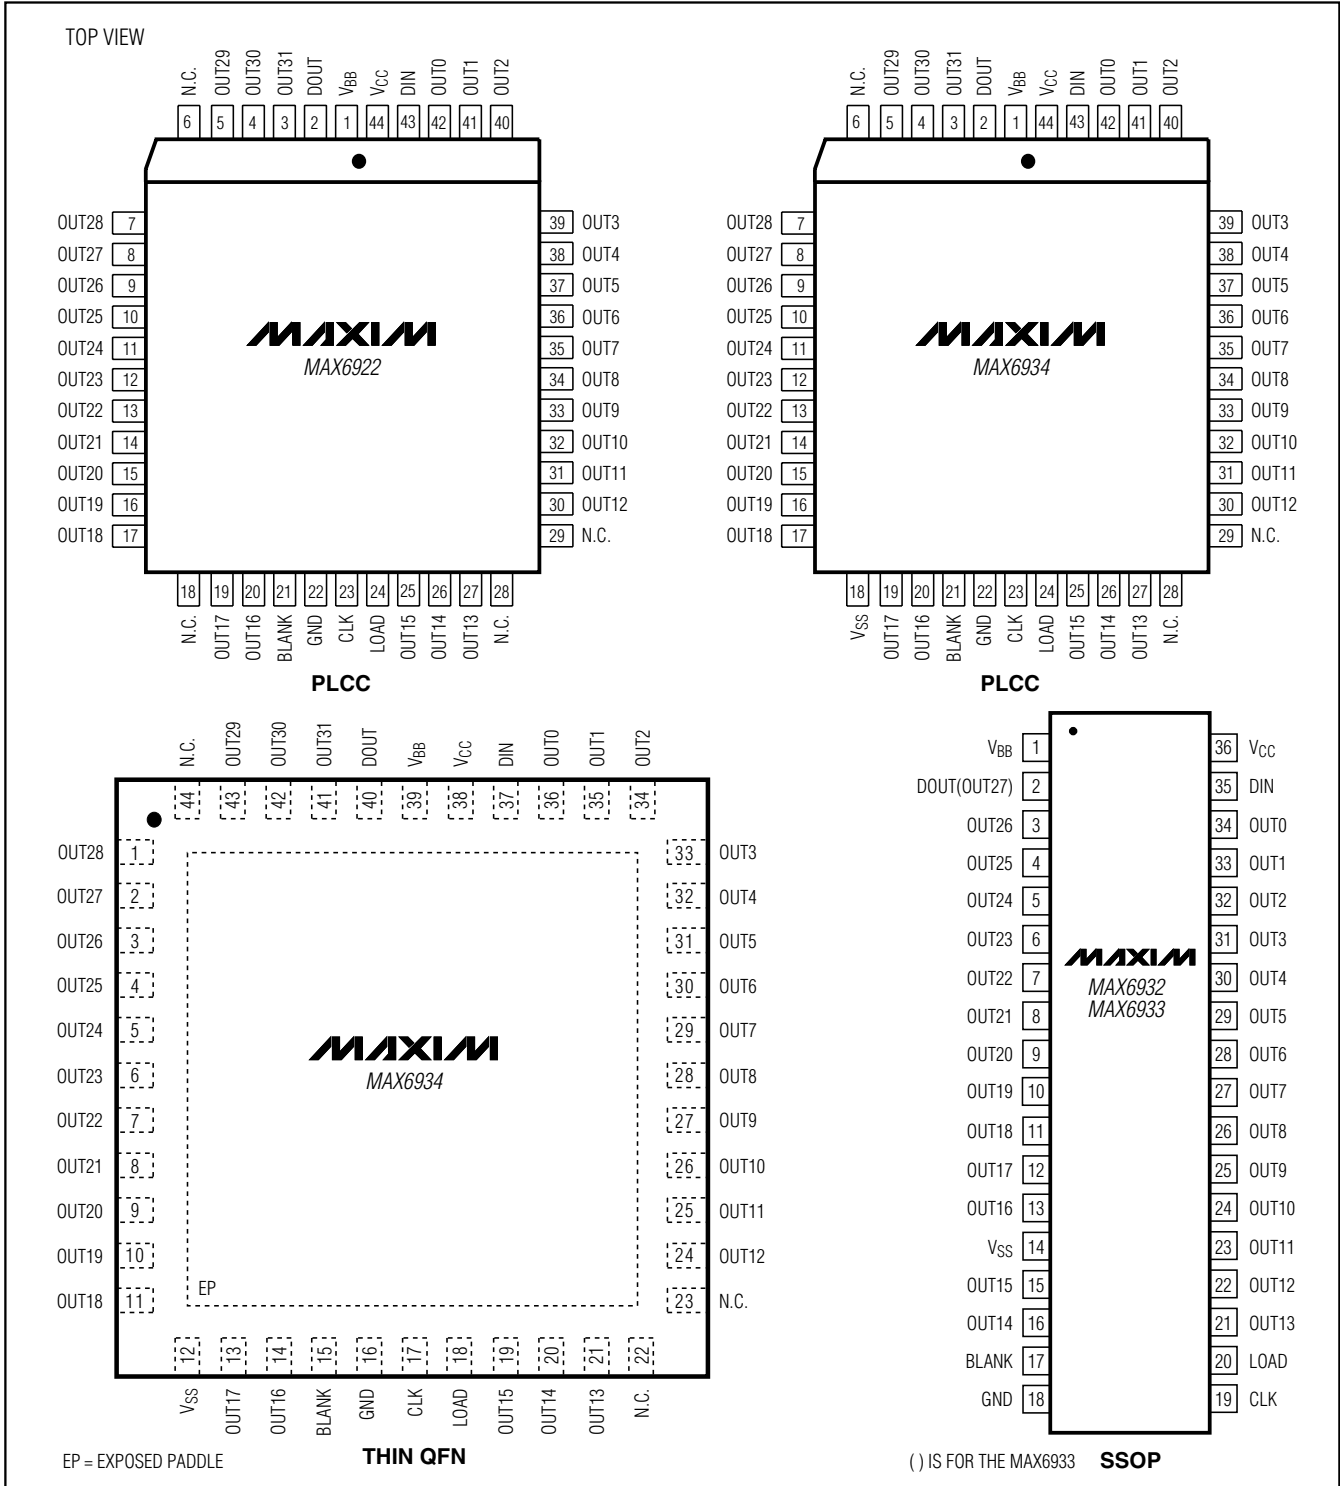 TOP VIEW
N.C. OUT29 OUT30 OUT31 DOUT VBB VCC DIN OUT0 OUT1 OUT2
6 5 4 3 2 1 44 43 42 41 40
OUT28 7 39 OUT3
OUT27 8 38 OUT4
OUT26 9 37 OUT5
OUT25 10 36 OUT6
OUT24 11 35 OUT7
OUT23 12 34 OUT8
OUT22 13 33 OUT9
OUT21 14 32 OUT10
OUT20 15 31 OUT11
OUT19 16 30 OUT12
OUT18 17 29 N.C.
MAXIM
MAX6922
18 19 20 21 22 23 24 25 26 27 28
N.C. OUT17 OUT16 BLANK GND CLK LOAD OUT15 OUT14 OUT13 N.C.
PLCC
N.C. OUT29 OUT30 OUT31 DOUT VBB VCC DIN OUT0 OUT1 OUT2
6 5 4 3 2 1 44 43 42 41 40
OUT28 7 39 OUT3
OUT27 8 38 OUT4
OUT26 9 37 OUT5
OUT25 10 36 OUT6
OUT24 11 35 OUT7
OUT23 12 34 OUT8
OUT22 13 33 OUT9
OUT21 14 32 OUT10
OUT20 15 31 OUT11
OUT19 16 30 OUT12
OUT18 17 29 N.C.
MAXIM
MAX6934
18 19 20 21 22 23 24 25 26 27 28
VSS OUT17 OUT16 BLANK GND CLK LOAD OUT15 OUT14 OUT13 N.C.
PLCC
N.C. OUT29 OUT30 OUT31 DOUT VBB VCC DIN OUT0 OUT1 OUT2
44 43 42 41 40 39 38 37 36 35 34
OUT28 1 33 OUT3
OUT27 2 32 OUT4
OUT26 3 31 OUT5
OUT25 4 30 OUT6
OUT24 5 29 OUT7
OUT23 6 28 OUT8
OUT22 7 27 OUT9
OUT21 8 26 OUT10
OUT20 9 25 OUT11
OUT19 10 24 OUT12
OUT18 11 23 N.C.
MAXIM
MAX6934
EP
12 13 14 15 16 17 18 19 20 21 22
VSS OUT17 OUT16 BLANK GND CLK LOAD OUT15 OUT14 OUT13 N.C.
EP = EXPOSED PADDLE
THIN QFN
VBB 1 36 VCC
DOUT(OUT27) 2 35 DIN
OUT26 3 34 OUT0
OUT25 4 33 OUT1
OUT24 5 32 OUT2
OUT23 6 31 OUT3
OUT22 7 30 OUT4
OUT21 8 29 OUT5
OUT20 9 28 OUT6
OUT19 10 27 OUT7
OUT18 11 26 OUT8
OUT17 12 25 OUT9
OUT16 13 24 OUT10
VSS 14 23 OUT11
OUT15 15 22 OUT12
OUT14 16 21 OUT13
BLANK 17 20 LOAD
GND 18 19 CLK
MAXIM
MAX6932
MAX6933
( ) IS FOR THE MAX6933
SSOP